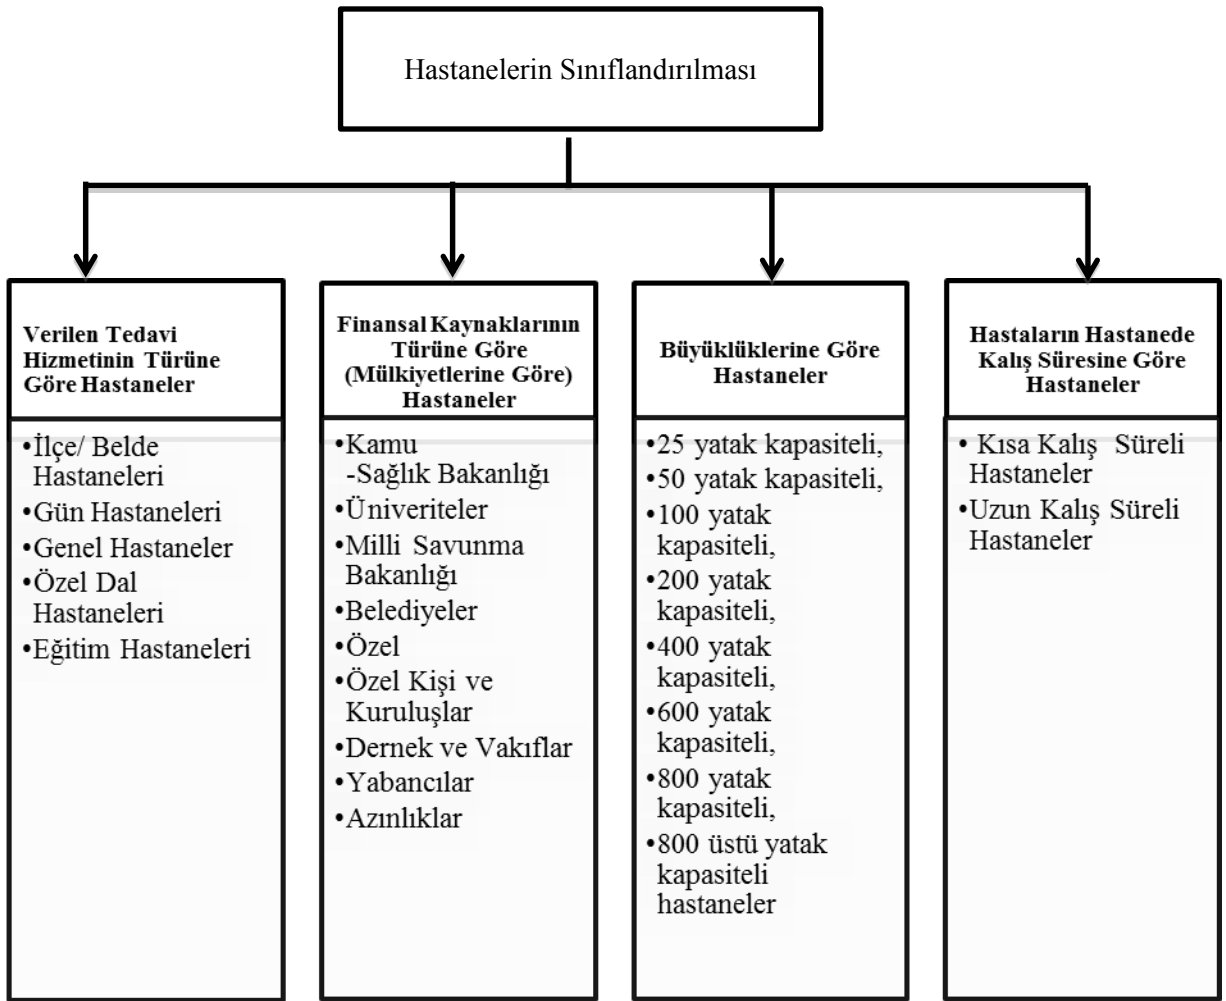 Hastanelerin Sınıflandırılması
Verilen Tedavi
Hizmetinin Türüne
Göre Hastaneler
•İlçe/ Belde
Hastaneleri
•Gün Hastaneleri
•Genel Hastaneler
•Özel Dal
Hastaneleri
•Eğitim Hastaneleri
Finansal Kaynaklarının
Türüne Göre
(Mülkiyetlerine Göre)
Hastaneler
•Kamu
-Sağlık Bakanlığı
•Üniveriteler
•Milli Savunma
Bakanlığı
•Belediyeler
•Özel
•Özel Kişi ve
Kuruluşlar
•Dernek ve Vakıflar
•Yabancılar
•Azınlıklar
Büyüklüklerine Göre
Hastaneler
•25 yatak kapasiteli,
•50 yatak kapasiteli,
•100 yatak
kapasiteli,
•200 yatak
kapasiteli,
•400 yatak
kapasiteli,
•600 yatak
kapasiteli,
•800 yatak
kapasiteli,
•800 üstü yatak
kapasiteli
hastaneler
Hastaların Hastanede
Kalış Süresine Göre
Hastaneler
• Kısa Kalış Süreli
Hastaneler
•Uzun Kalış Süreli
Hastaneler